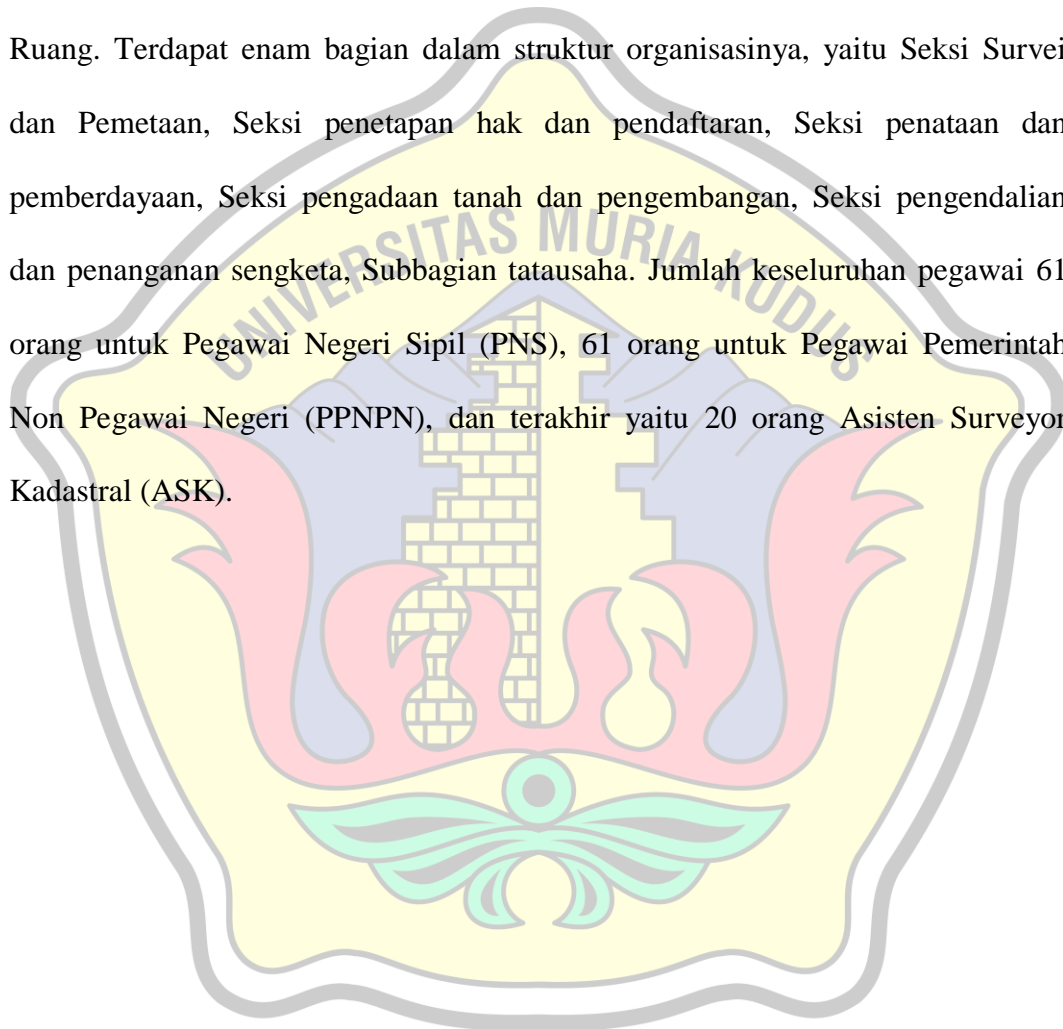 Ruang. Terdapat enam bagian dalam struktur organisasinya, yaitu Seksi Survei
dan Pemetaan, Seksi penetapan hak dan pendaftaran, Seksi penataan dan
pemberdayaan, Seksi pengadaan tanah dan pengembangan, Seksi pengendalian
dan penanganan sengketa, Subbagian tatausaha. Jumlah keseluruhan pegawai 61
orang untuk Pegawai Negeri Sipil (PNS), 61 orang untuk Pegawai Pemerintah
Non Pegawai Negeri (PPNPN), dan terakhir yaitu 20 orang Asisten Surveyor
Kadastral (ASK).
UNIVERSITAS MURIA KUDUS